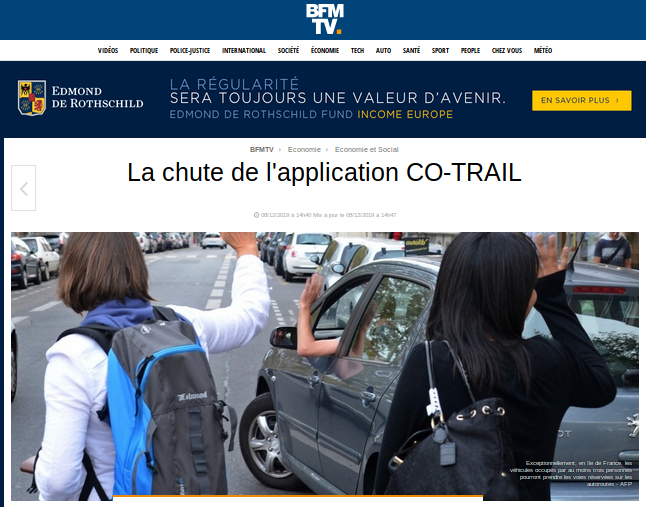 BFM
TV.
VIDÉOS POLITIQUE POLICE-JUSTICE INTERNATIONAL SOCIÉTÉ ÉCONOMIE TECH AUTO SANTÉ SPORT PEOPLE CHEZ VOUS MÉTÉO
EDMOND
DE ROTHSCHILD
LA RÉGULARITÉ
SERA TOUJOURS UNE VALEUR D'AVENIR.
EDMOND DE ROTHSCHILD FUND INCOME EUROPE
EN SAVOIR PLUS >
BFMTV > Economie > Economie et Social
La chute de l'application CO-TRAIL
08/12/2019 à 14h40 Mis à jour le 08/12/2019 à 14h47
autolib'
Exceptionnellement, en Ile de France, les
véhicules occupés par au moins trois personnes
pourront prendre les voies réservées sur les
autoroutes - AFP